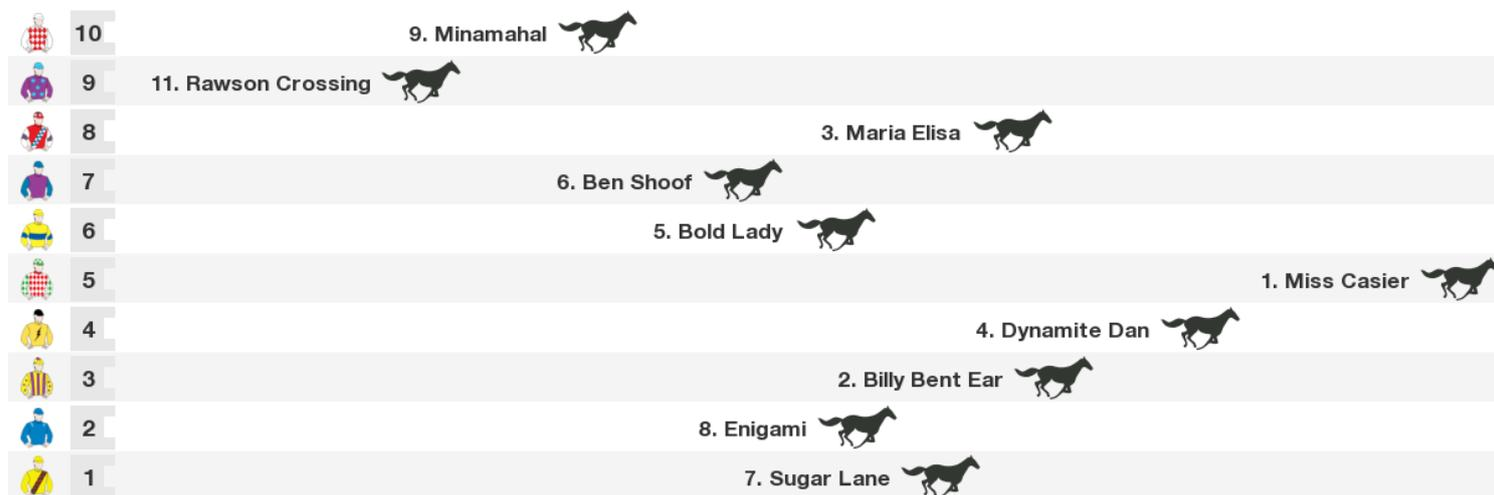 10 9. Minamahal
9 11. Rawson Crossing
8 3. Maria Elisa
7 6. Ben Shoof
6 5. Bold Lady
5 1. Miss Casier
4 4. Dynamite Dan
3 2. Billy Bent Ear
2 8. Enigami
1 7. Sugar Lane